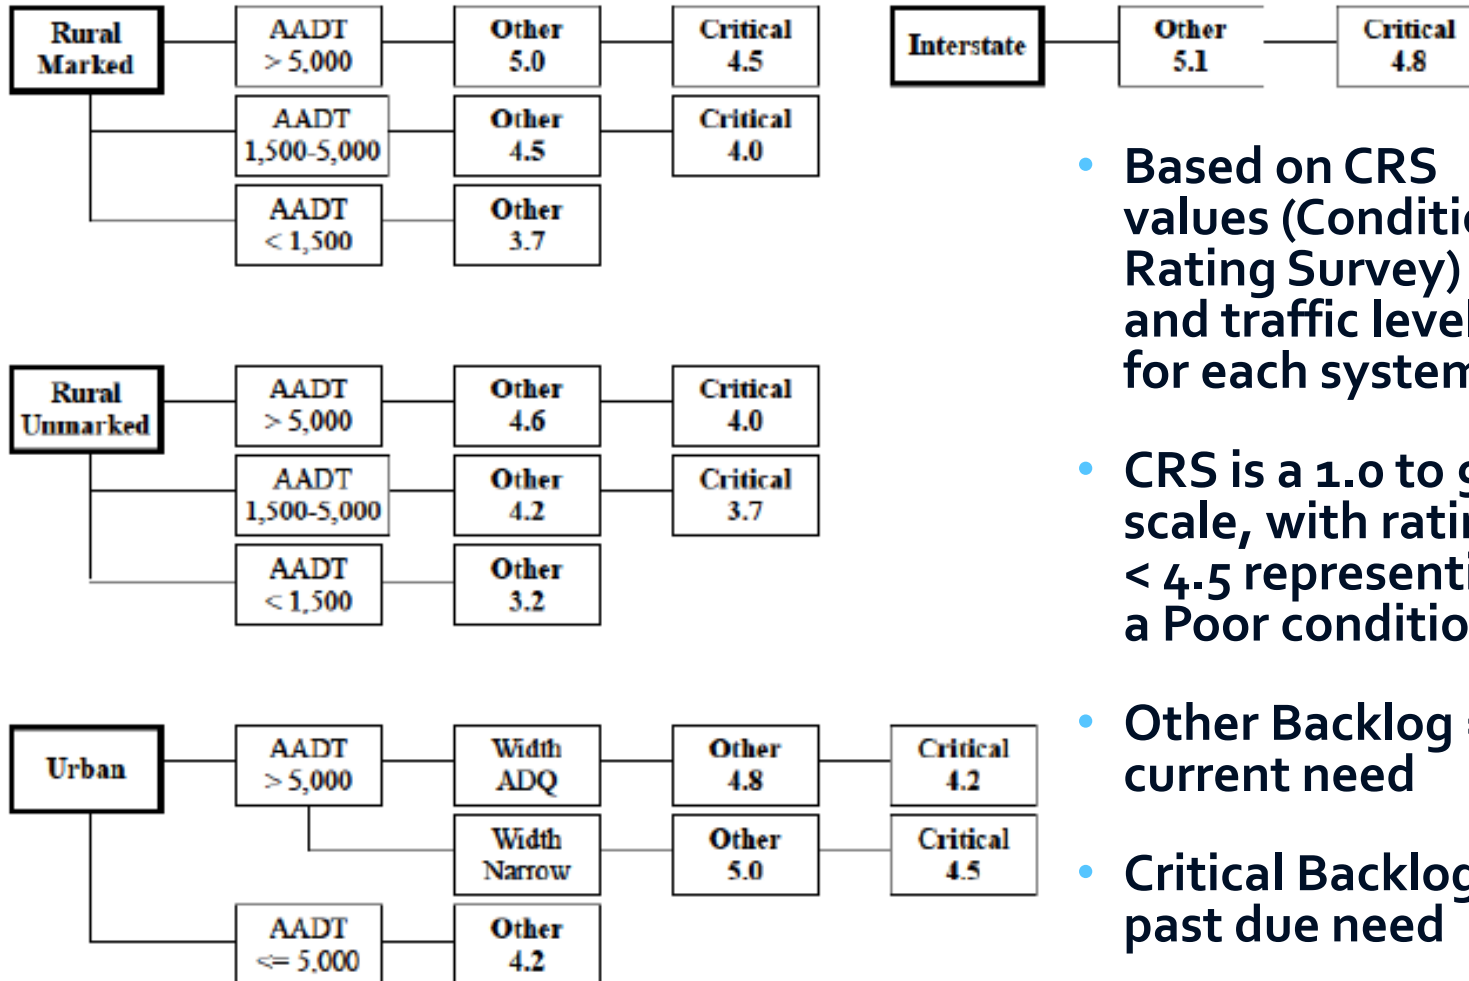 Rural
Marked
AADT
> 5,000
Other
5.0
Critical
4.5
AADT
1,500-5,000
Other
4.5
Critical
4.0
AADT
< 1,500
Other
3.7
Rural
Unmarked
AADT
> 5,000
Other
4.6
Critical
4.0
AADT
1,500-5,000
Other
4.2
Critical
3.7
AADT
< 1,500
Other
3.2
Urban
AADT
> 5,000
Width
ADQ
Other
4.8
Critical
4.2
Width
Narrow
Other
5.0
Critical
4.5
AADT
<= 5,000
Other
4.2
Interstate
Other
5.1
Critical
4.8
• Based on CRS
values (Conditi
Rating Survey)
and traffic level
for each system
• CRS is a 1.0 to
scale, with ratin
< 4.5 representi
a Poor conditio
• Other Backlog
current need
• Critical Backlog
past due need